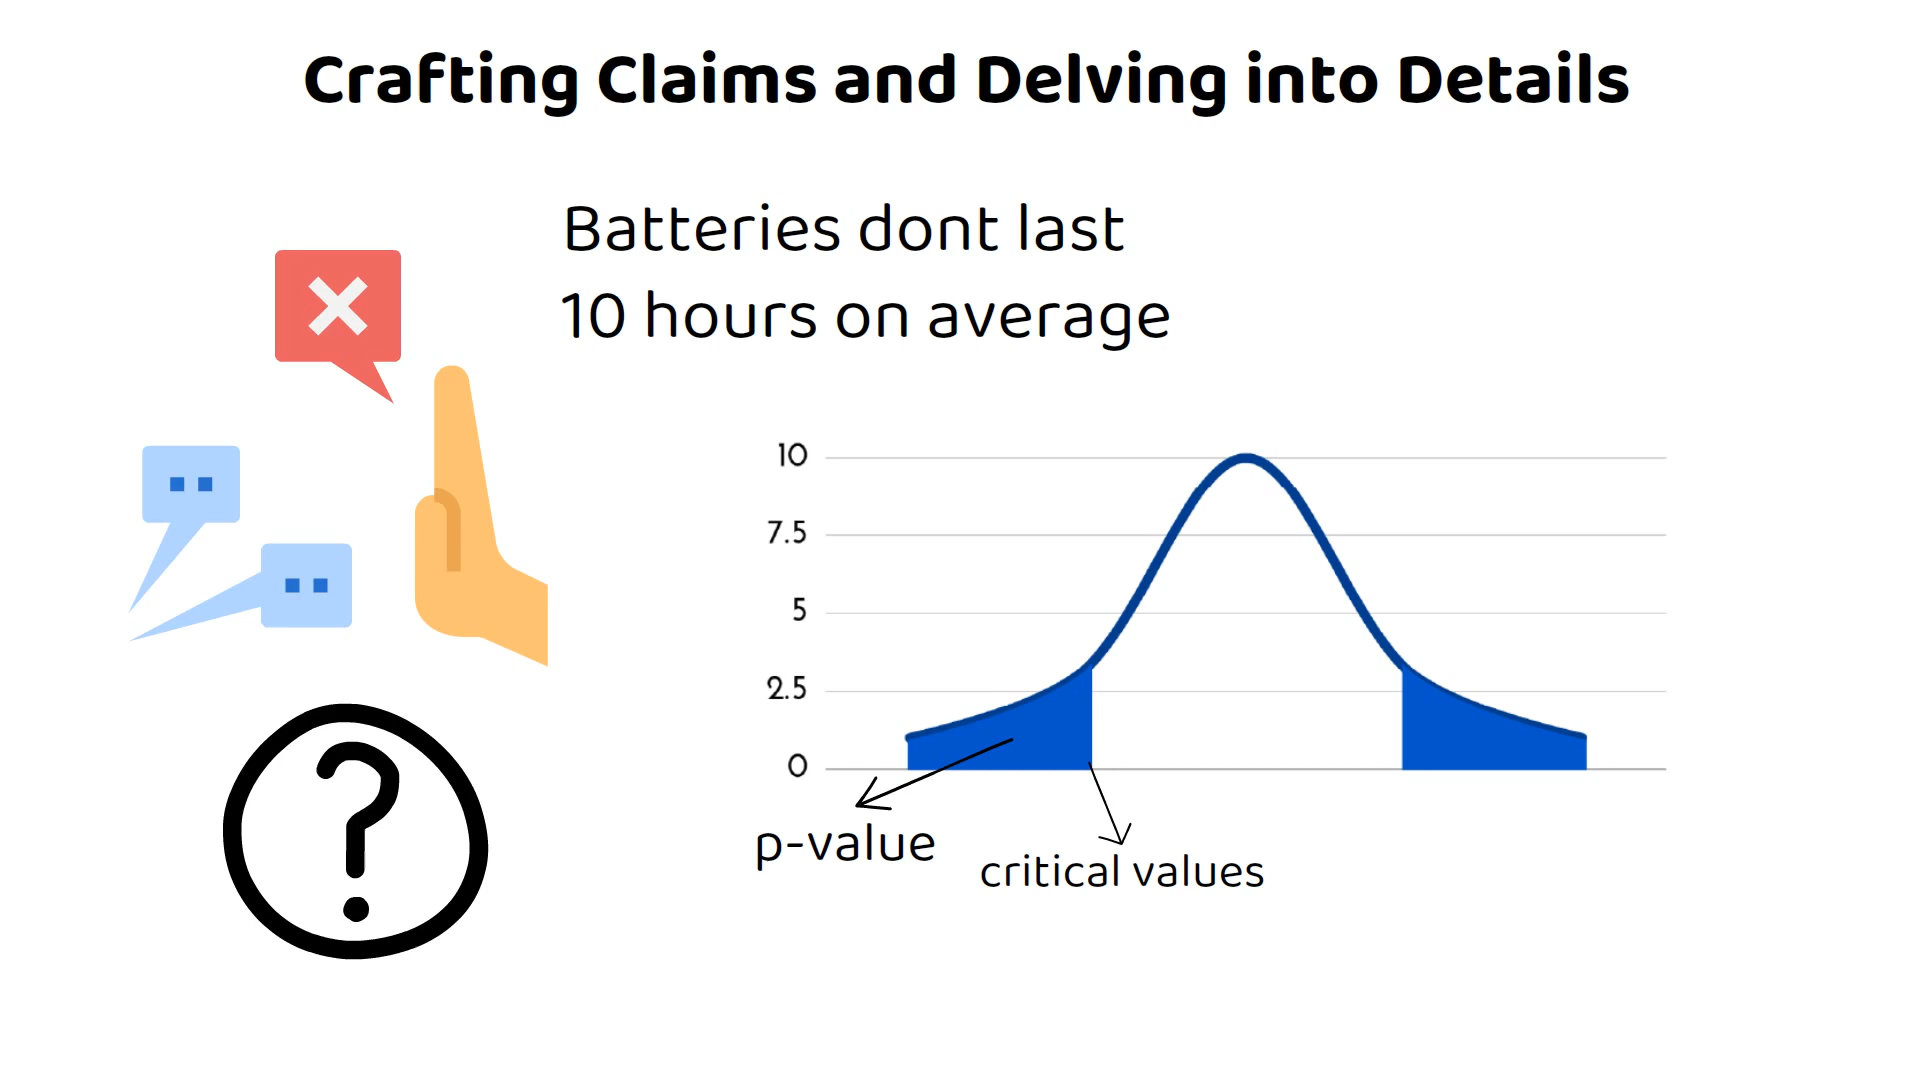 Crafting Claims and Delving into Details
Batteries dont last
10 hours on average
10
7.5
5
2.5
0
p-value
critical values